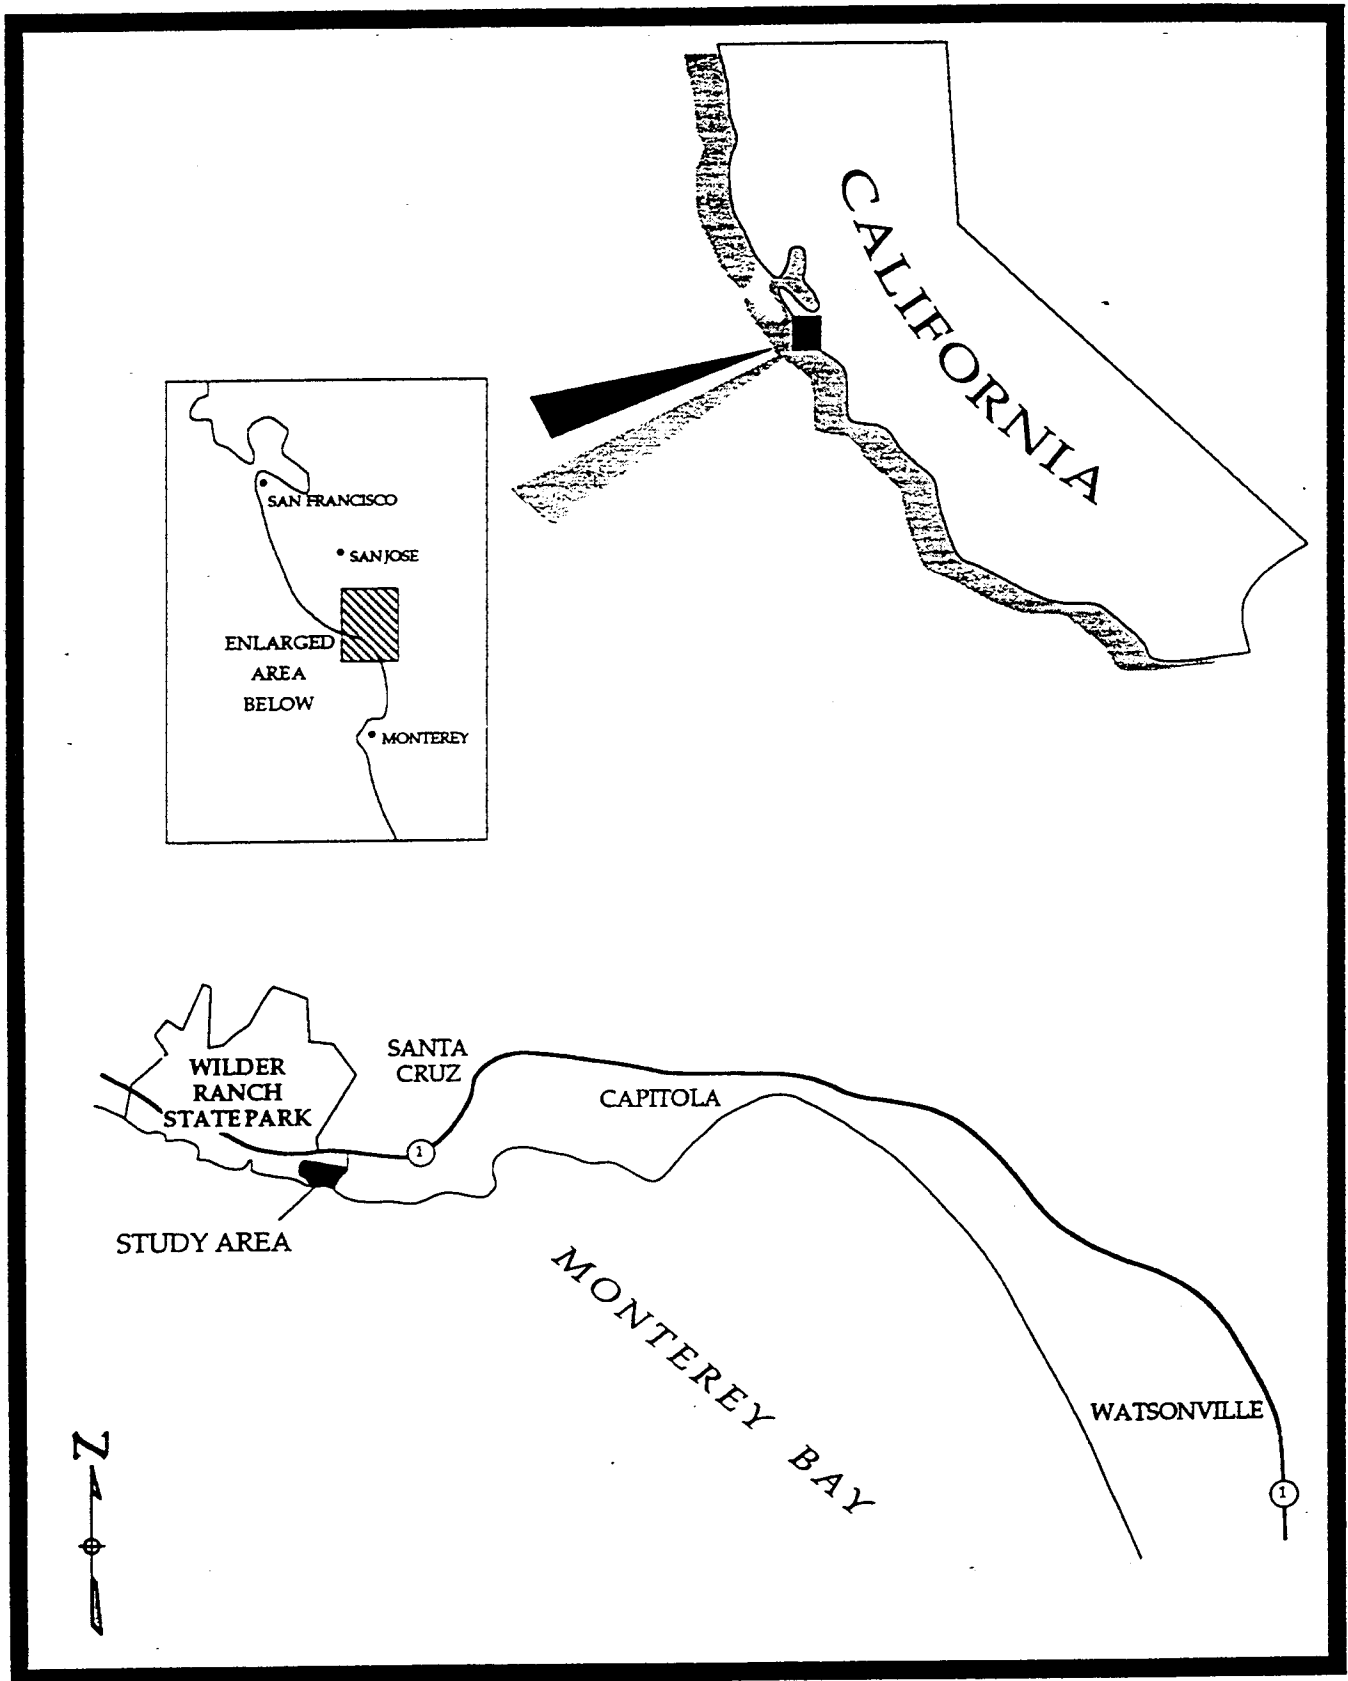 CALIFORNIA
SAN FRANCISCO
SAN JOSE
ENLARGED
AREA
BELOW
MONTEREY
WILDER
RANCH
STATE PARK
SANTA
CRUZ
CAPITOLA
1
STUDY AREA
MONTEREY BAY
WATSONVILLE
1
N